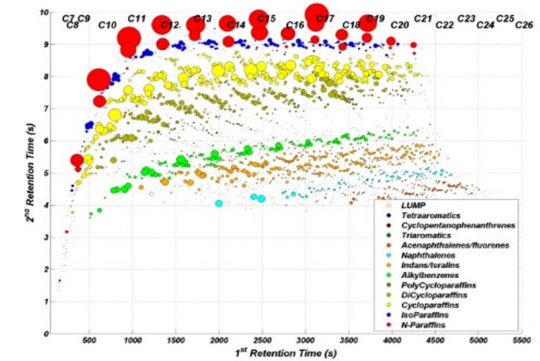 C7 C9 C11 C13 C15 C17 C19 C21 C23 C25
C8 C10 C12 C14 C16 C18 C20 C22 C24 C26
10
9
8
7
6
5
4
3
2
1
0
2nd Retention Time (s)
LUMP
Tetraaromatics
Cyclopentanophenanthrenes
Triaromatics
Acenaphthalenes/fluorenes
Naphthalenes
Indans/teralins
Alkylbenzenes
PolyCycloparaffins
DiCycloparaffins
Cycloparaffins
IsoParaffins
N-Paraffins
500 1000 1500 2000 2500 3000 3500 4000 4500 5000 5500
1st Retention Time (s)